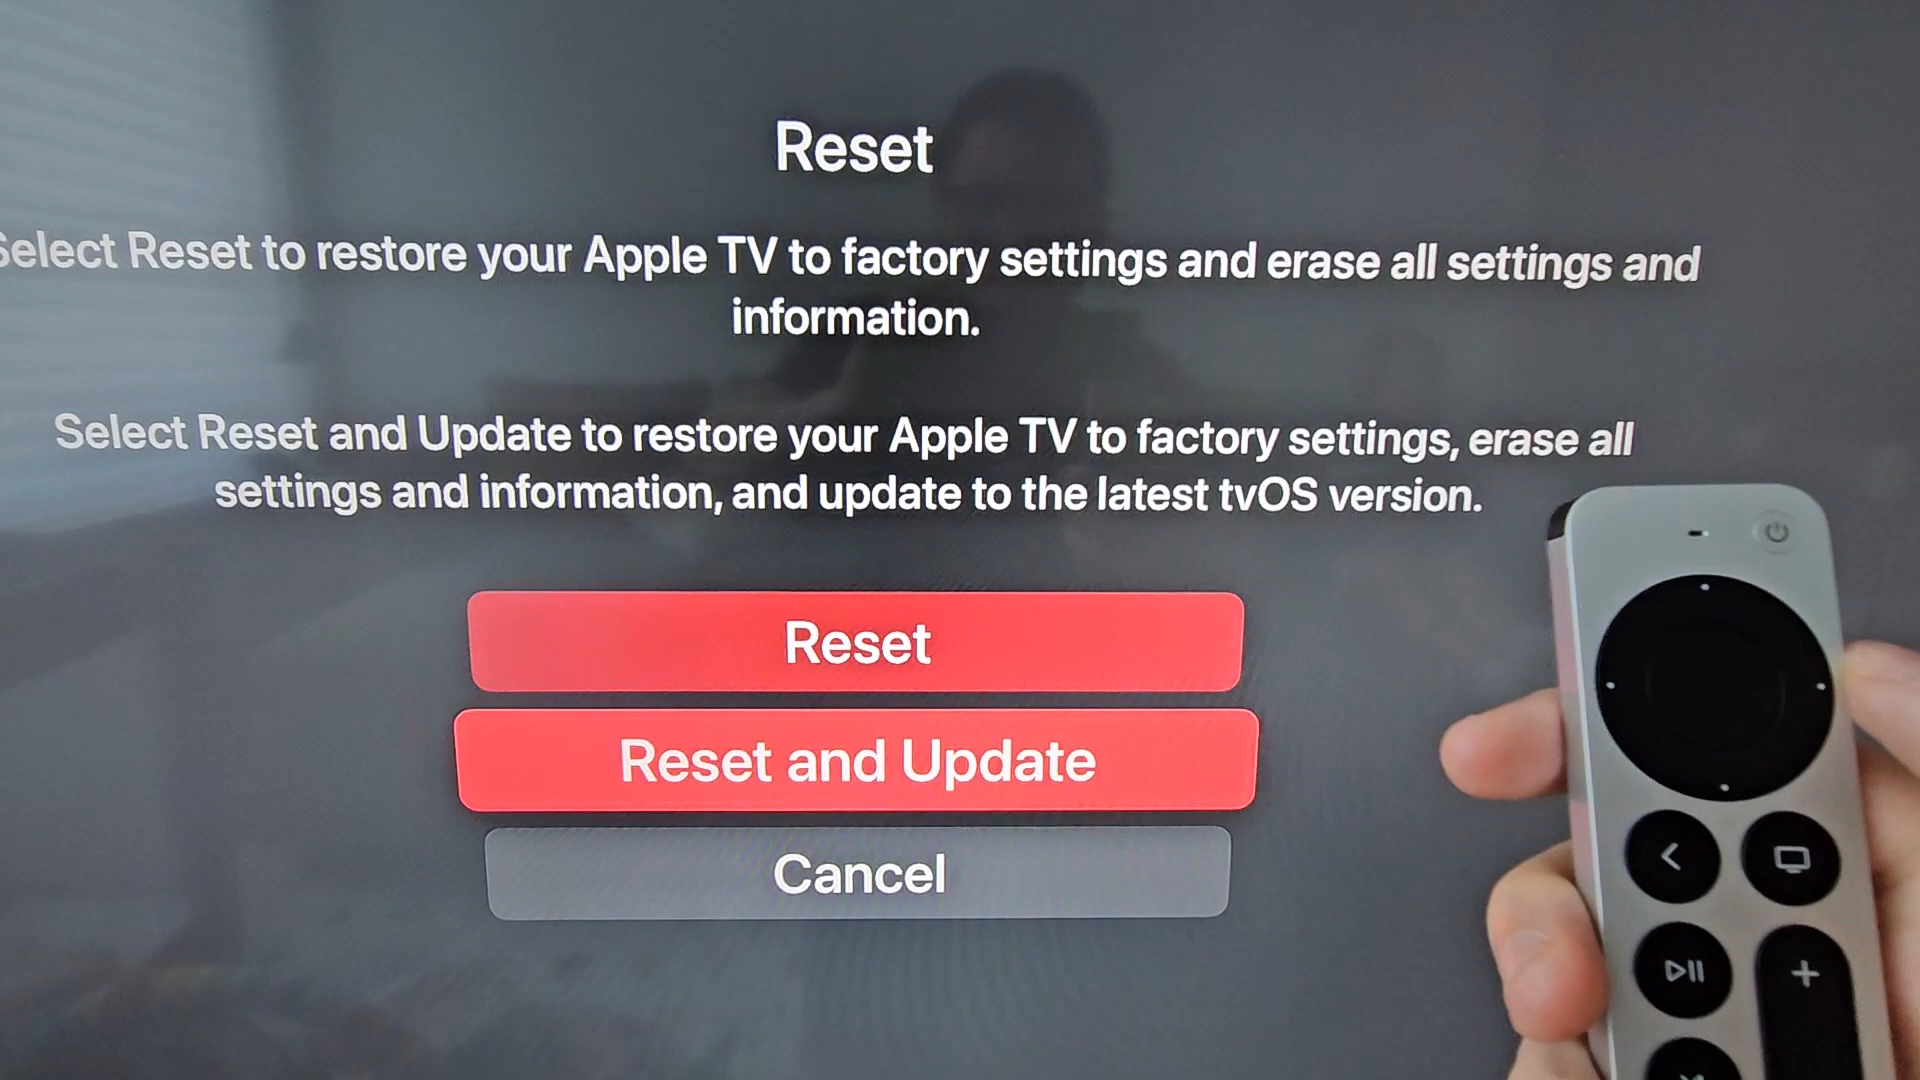 Reset
Select Reset to restore your Apple TV to factory settings and erase all settings and
information.
Select Reset and Update to restore your Apple TV to factory settings, erase all
settings and information, and update to the latest tvOS version.
Reset
Reset and Update
Cancel